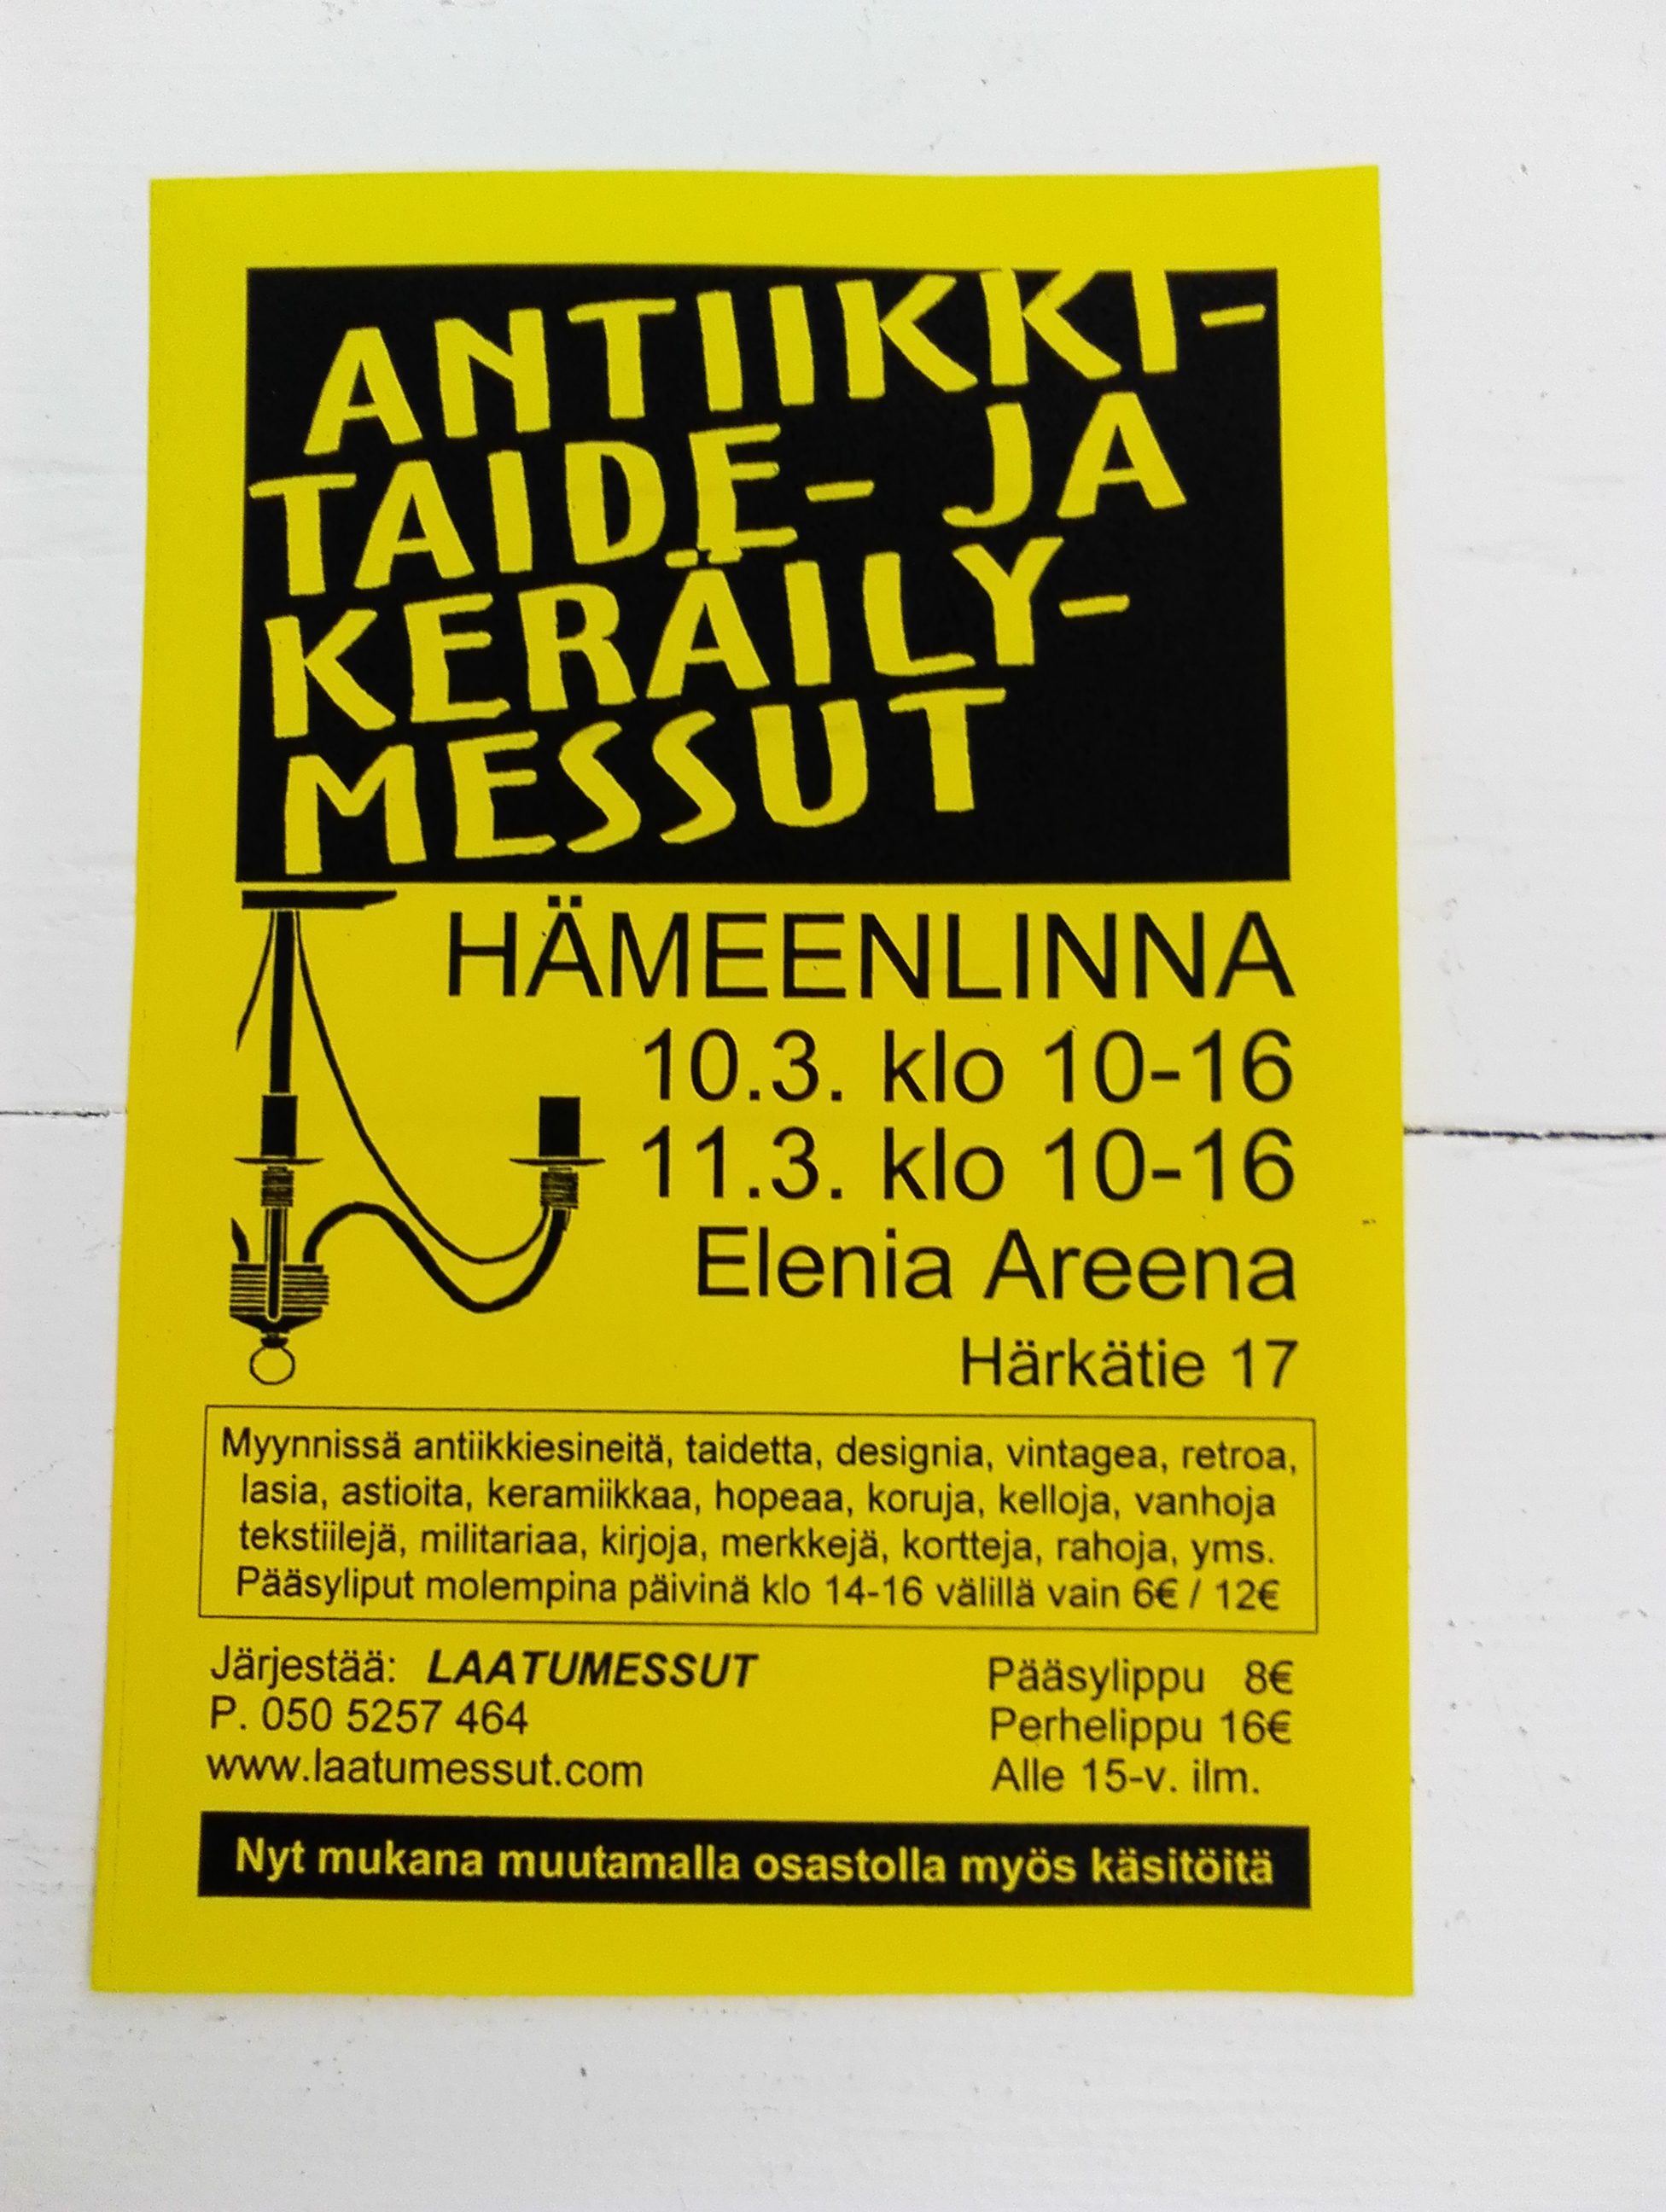 ANTIIKKI-
TAIDE- JA
KERÄILY-
MESSUT
HÄMEENLINNA
10.3. klo 10-16
11.3. klo 10-16
Elenia Areena
Härkätie 17
Myynnissä antiikkiesineitä, taidetta, designia, vintagea, retroa,
lasia, astioita, keramiikkaa, hopeaa, koruja, kelloja, vanhoja
tekstiilejä, militariaa, kirjoja, merkkejä, kortteja, rahoja, yms.
Pääsyliput molempina päivinä klo 14-16 välillä vain 6€ / 12€
Järjestää: LAATUMESSUT
P. 050 5257 464
www.laatumessut.com
Pääsylippu 8€
Perhelippu 16€
Alle 15-v. ilm.
Nyt mukana muutamalla osastolla myös käsitöitä